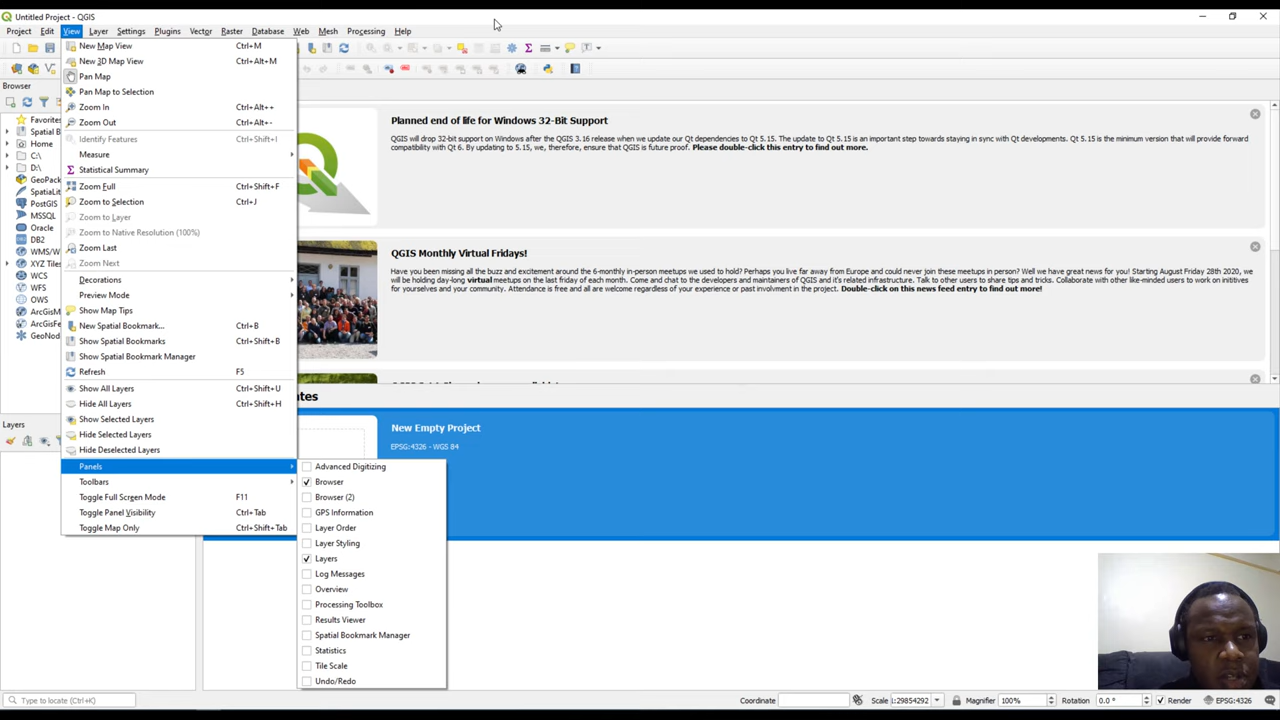 Untitled Project - QGIS
Project Edit View Layer Settings Plugins Vector Raster Database Web Mesh Processing Help
New Map View Ctrl+M
New 3D Map View Ctrl+Alt+M
Pan Map
Pan Map to Selection
Zoom In Ctrl+Alt++
Zoom Out Ctrl+Alt+-
Identify Features Ctrl+Shift+I
Measure
Statistical Summary
Zoom Full Ctrl+Shift+F
Zoom to Selection Ctrl+J
Zoom to Layer
Zoom to Native Resolution (100%)
Zoom Last
Zoom Next
Decorations
Preview Mode
Show Map Tips
New Spatial Bookmark... Ctrl+B
Show Spatial Bookmarks Ctrl+Shift+B
Show Spatial Bookmark Manager
Refresh F5
Show All Layers Ctrl+Shift+U
Hide All Layers Ctrl+Shift+H
Show Selected Layers
Hide Selected Layers
Hide Deselected Layers
Panels
Toolbars
Toggle Full Screen Mode F11
Toggle Panel Visibility Ctrl+Tab
Toggle Map Only Ctrl+Shift+Tab
Advanced Digitizing
Browser
Browser (2)
GPS Information
Layer Order
Layer Styling
Layers
Log Messages
Overview
Processing Toolbox
Results Viewer
Spatial Bookmark Manager
Statistics
Tile Scale
Undo/Redo
Browser
Favorites
Spatial B
Home
C:\
D:\
GeoPack
SpatiaLit
PostGIS
MSSQL
Oracle
DB2
WMS/W
XYZ Tiles
WCS
WFS
OWS
ArcGisM
ArcGisFe
GeoNod
Layers
Planned end of life for Windows 32-Bit Support
QGIS will drop 32-bit support on Windows after the QGIS 3.16 release when we update our Qt dependencies to Qt 5.15. The update to 5.15 is an important step towards staying in sync with Qt developments. Qt 5.15 is the minimum version that will provide forward
compatibility with Qt 6. By updating to 5.15, we, therefore, ensure that QGIS is future proof. Please double-click this entry to find out more.
QGIS Monthly Virtual Fridays!
Have you been missing all the buzz and excitement around the 6-monthly in-person meetups we used to hold? Perhaps you live far away from Europe and could never join these meetups in person? Well we have great news for you! Starting August Friday 28th 2020, we
will be holding day-long virtual meetups on the last friday of each month. Come and chat to the developers and maintainers of QGIS and it's related infrastructure. Talk to other users to share tips and tricks. Collaborate with other like-minded users to work on initiives
for yourselves and your community. Attendance is free and all are welcome regardless of your experience or past involvment in the project. Double-click on this news feed entry to find out more!
ates
New Empty Project
EPSG:4326 - WGS 84
Type to locate (Ctrl+K) Coordinate Scale 1:29854292 Magnifier 100% Rotation 0.0 ° Render EPSG:4326